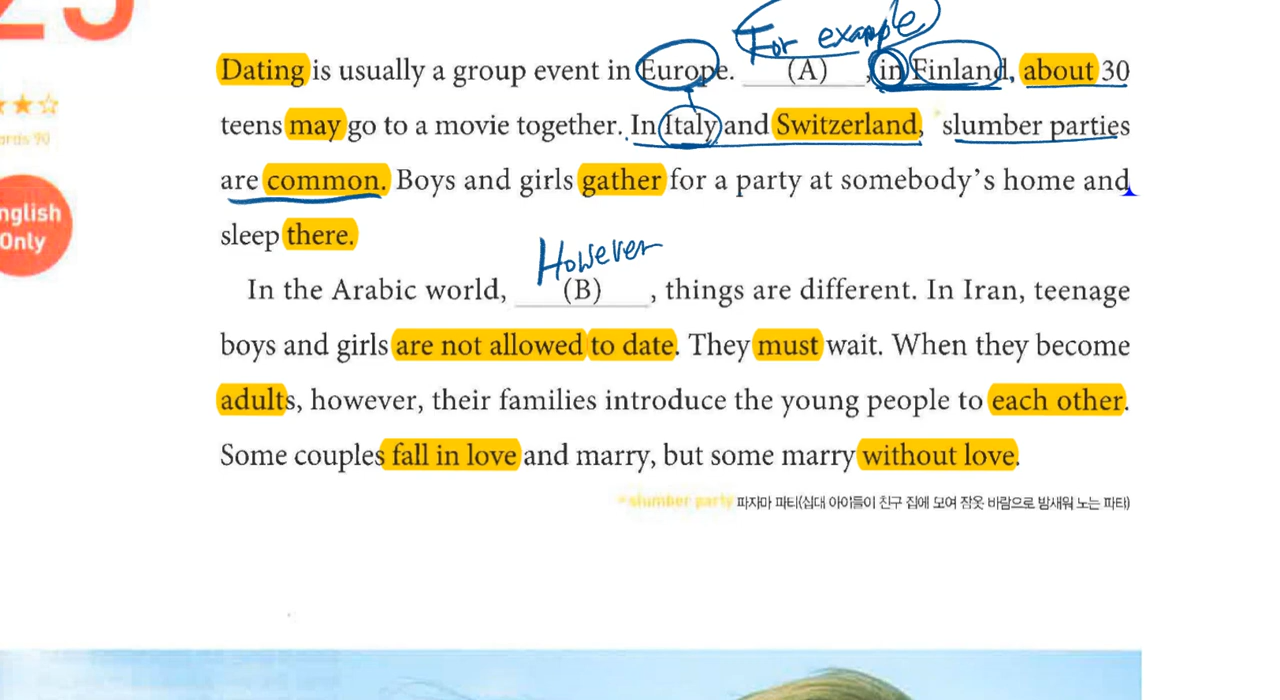 For example
Dating is usually a group event in Europe. (A) , in Finland, about 30
teens may go to a movie together. In Italy and Switzerland, slumber parties
are common. Boys and girls gather for a party at somebody's home and
sleep there.
However
In the Arabic world, (B) , things are different. In Iran, teenage
boys and girls are not allowed to date. They must wait. When they become
adults, however, their families introduce the young people to each other.
Some couples fall in love and marry, but some marry without love.
* slumber party 파자마 파티(십대 아이들이 친구 집에 모여 잠옷 바람으로 밤새워 노는 파티)
★★☆
90
nglish
Only